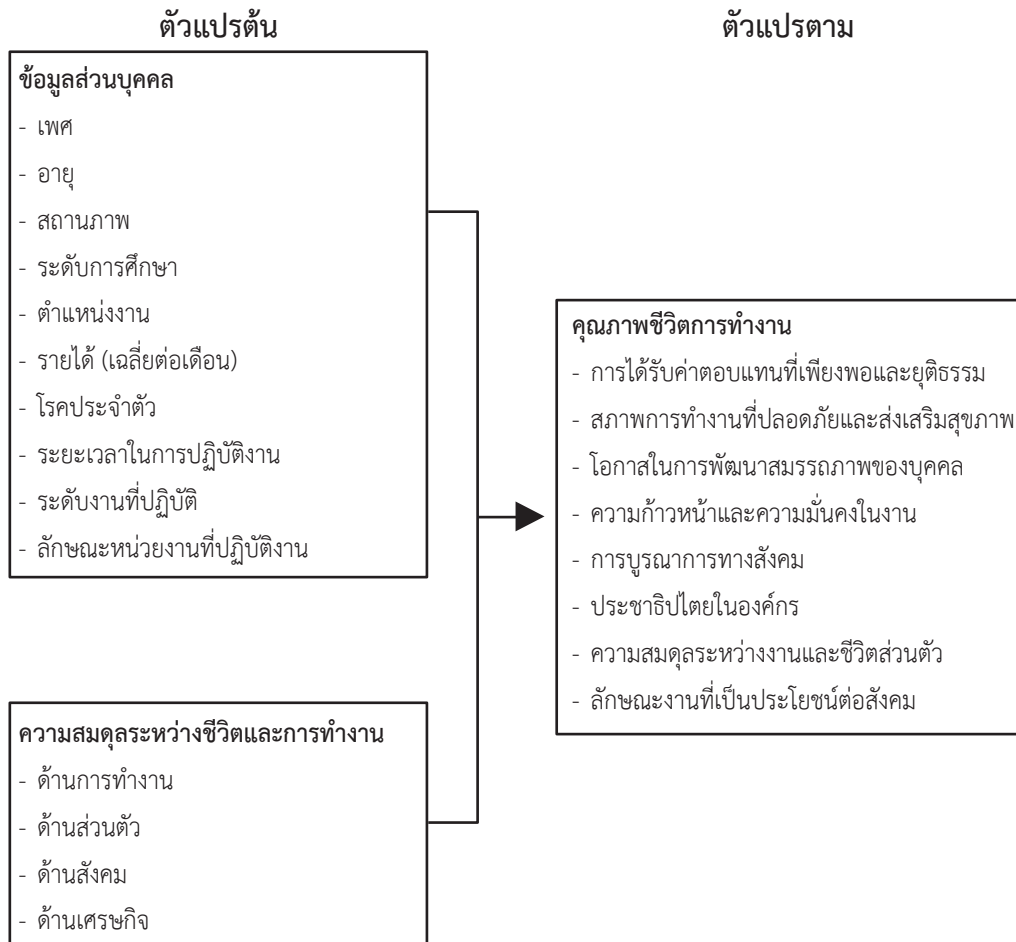 ตัวแปรต้น
ตัวแปรตาม
ข้อมูลส่วนบุคคล
- เพศ
- อายุ
- สถานภาพ
- ระดับการศึกษา
- ตำแหน่งงาน
- รายได้ (เฉลี่ยต่อเดือน)
- โรคประจำตัว
- ระยะเวลาในการปฏิบัติงาน
- ระดับงานที่ปฏิบัติ
- ลักษณะหน่วยงานที่ปฏิบัติงาน
ความสมดุลระหว่างชีวิตและการทำงาน
- ด้านการทำงาน
- ด้านส่วนตัว
- ด้านสังคม
- ด้านเศรษฐกิจ
คุณภาพชีวิตการทำงาน
- การได้รับค่าตอบแทนที่เพียงพอและยุติธรรม
- สภาพการทำงานที่ปลอดภัยและส่งเสริมสุขภาพ
- โอกาสในการพัฒนาสมรรถภาพของบุคคล
- ความก้าวหน้าและความมั่นคงในงาน
- การบูรณาการทางสังคม
- ประชาธิปไตยในองค์กร
- ความสมดุลระหว่างงานและชีวิตส่วนตัว
- ลักษณะงานที่เป็นประโยชน์ต่อสังคม